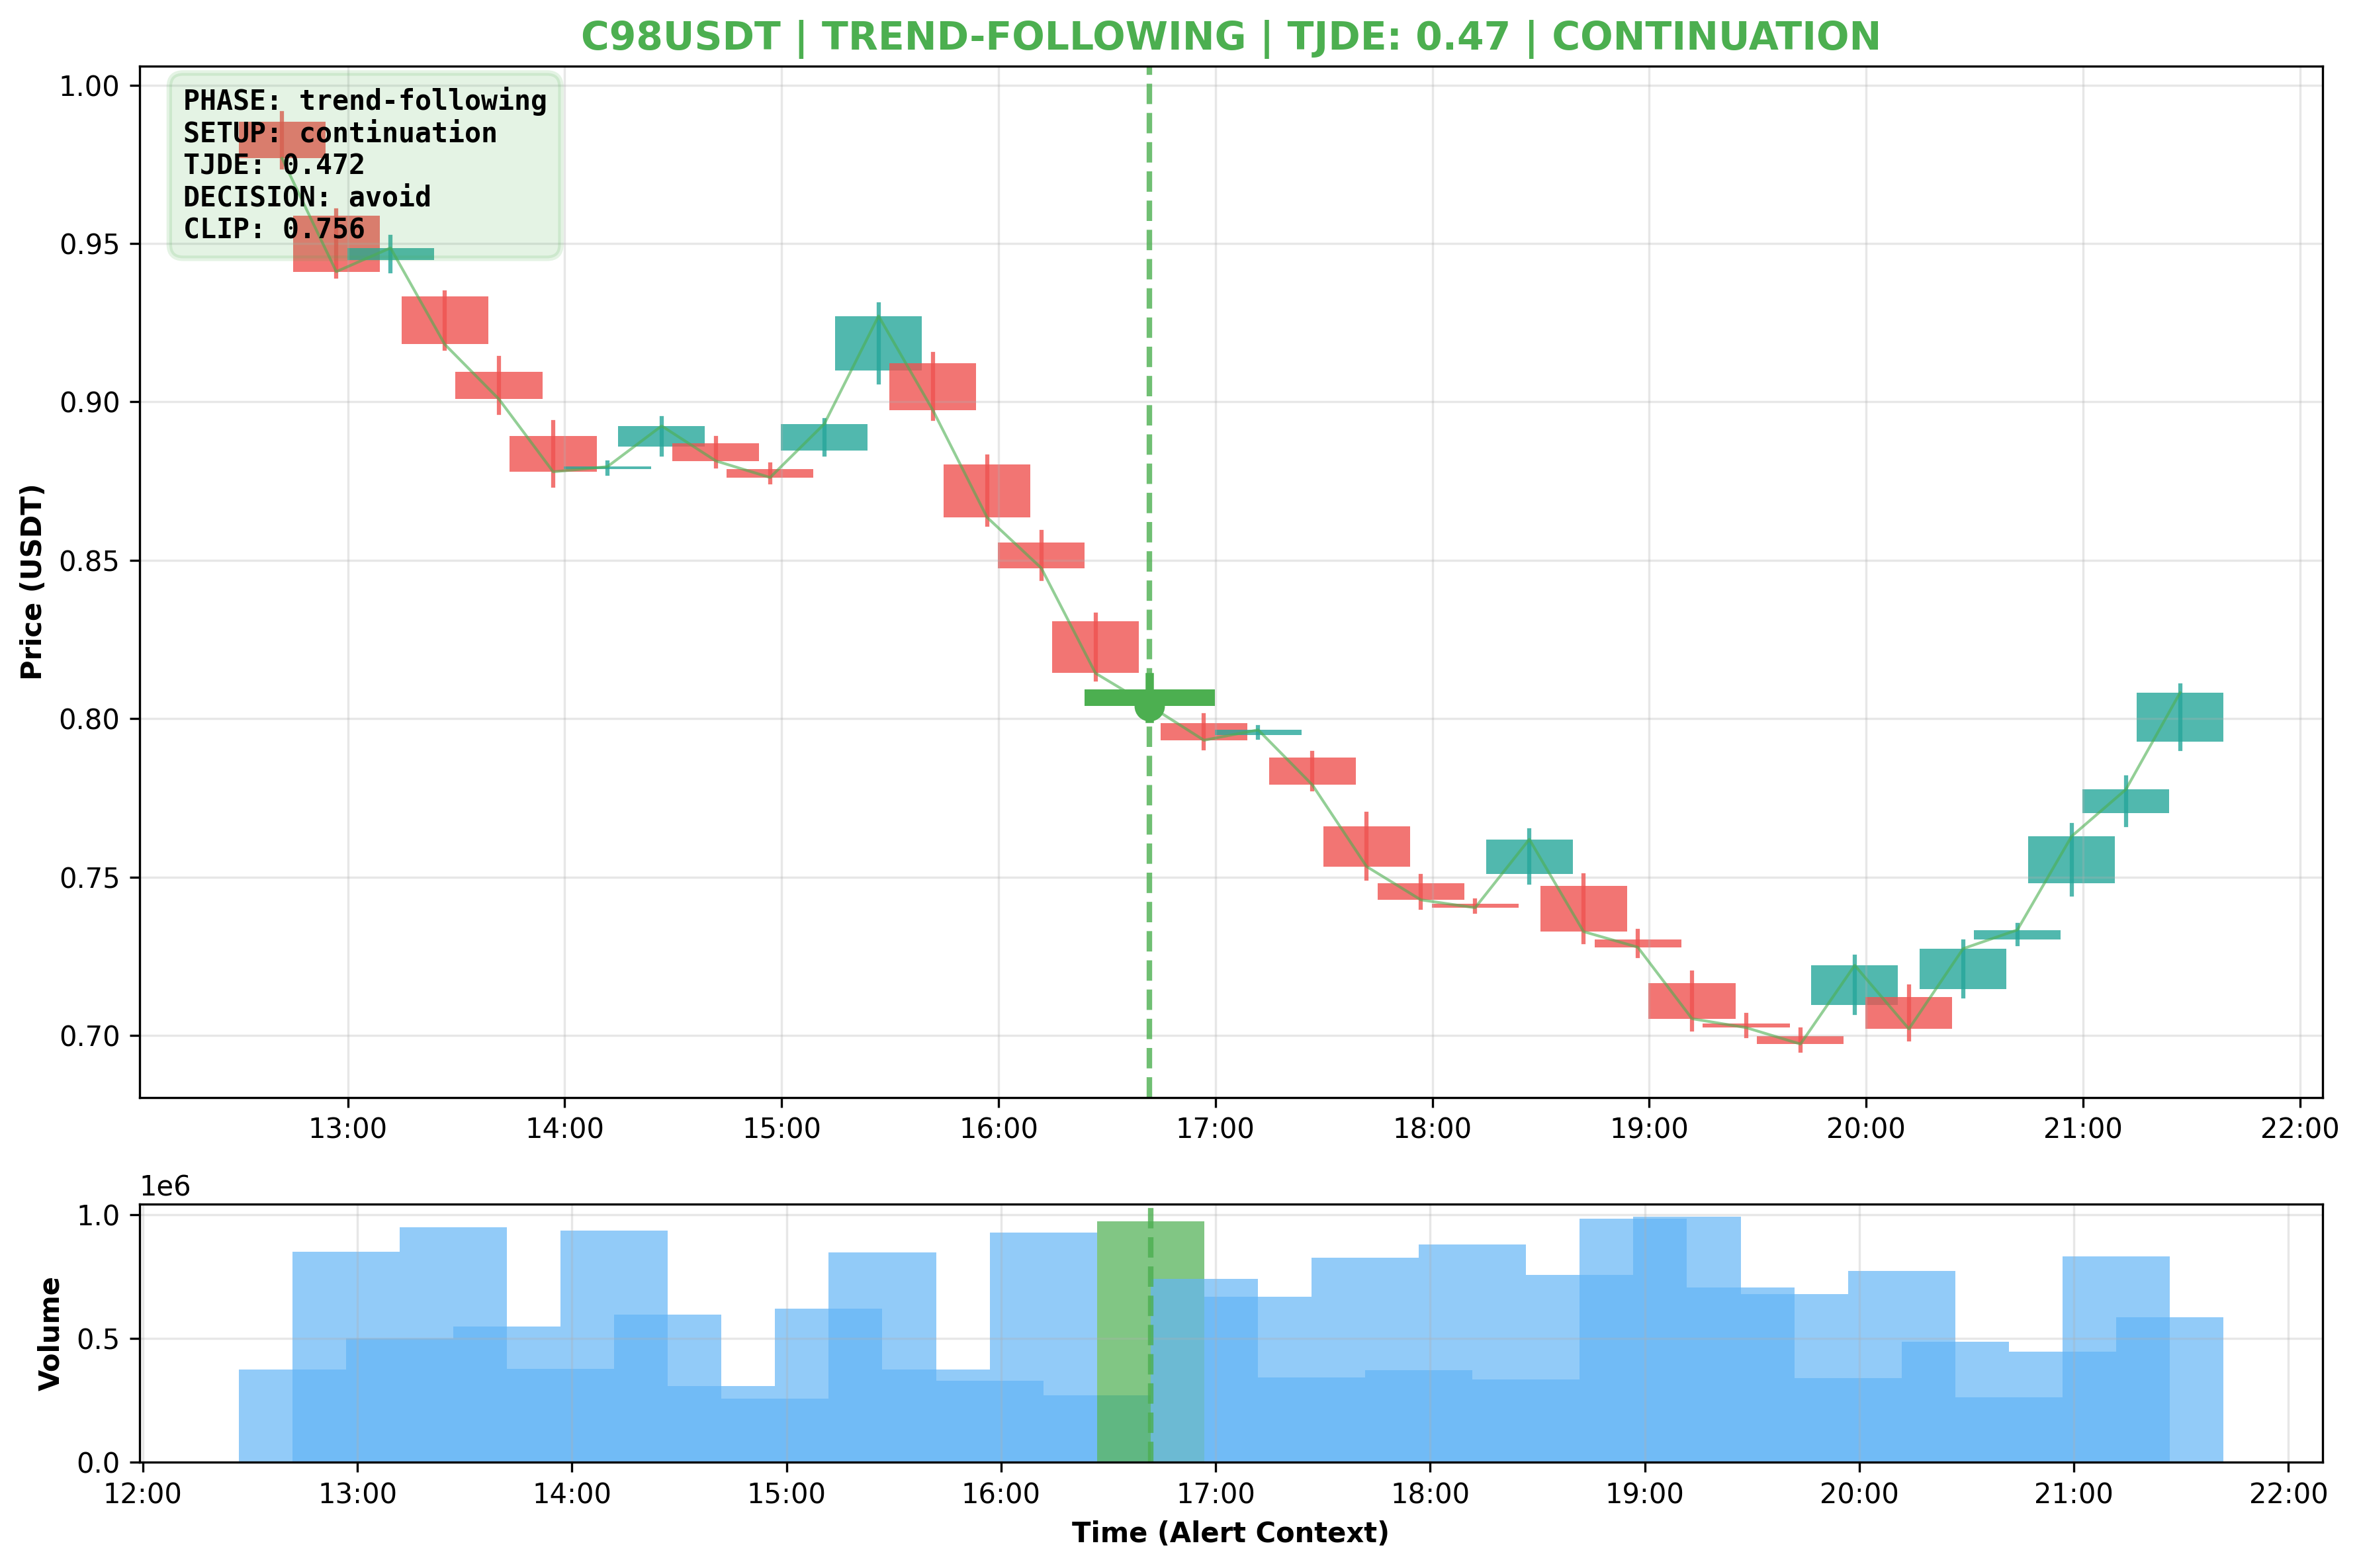 C98USDT | TREND-FOLLOWING | TJDE: 0.47 | CONTINUATION
PHASE: trend-following
SETUP: continuation
TJDE: 0.472
DECISION: avoid
CLIP: 0.756
Price (USDT)
1.00
0.95
0.90
0.85
0.80
0.75
0.70
13:00 14:00 15:00 16:00 17:00 18:00 19:00 20:00 21:00 22:00
1e6
Volume
1.0
0.5
0.0
12:00 13:00 14:00 15:00 16:00 17:00 18:00 19:00 20:00 21:00 22:00
Time (Alert Context)